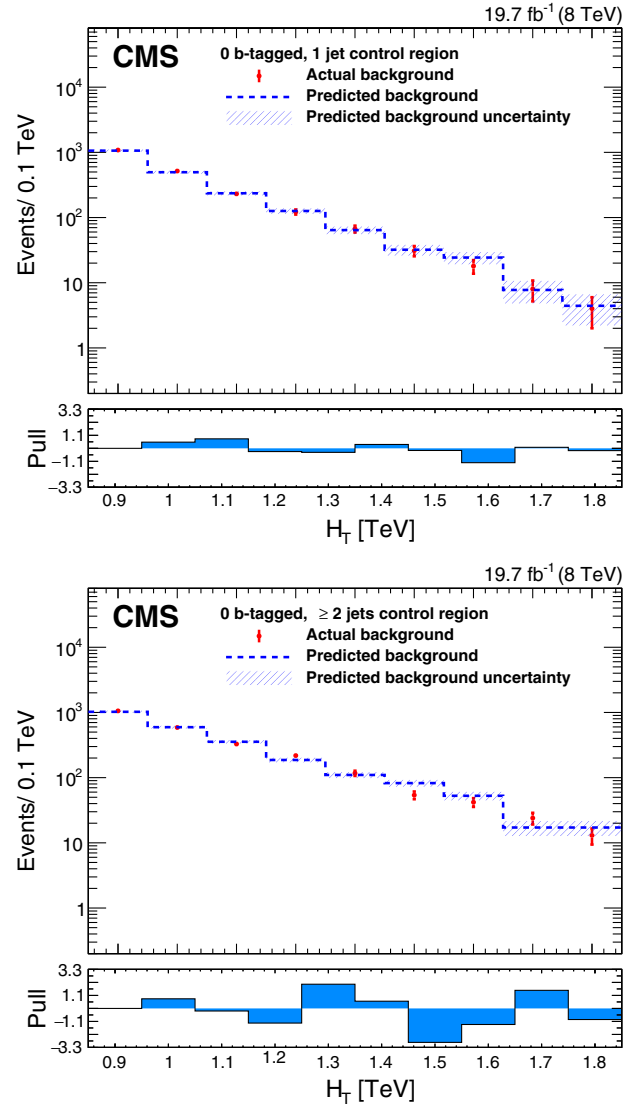 19.7 fb⁻¹ (8 TeV)
CMS
0 b-tagged, 1 jet control region
Actual background
Predicted background
Predicted background uncertainty
Events/ 0.1 TeV
10⁴
10³
10²
10
1
Pull
3.3
1.1
−1.1
−3.3
0.9 1 1.1 1.2 1.3 1.4 1.5 1.6 1.7 1.8
H_T [TeV]
19.7 fb⁻¹ (8 TeV)
CMS
0 b-tagged, ≥ 2 jets control region
Actual background
Predicted background
Predicted background uncertainty
Events/ 0.1 TeV
10⁴
10³
10²
10
1
Pull
3.3
1.1
−1.1
−3.3
0.9 1 1.1 1.2 1.3 1.4 1.5 1.6 1.7 1.8
H_T [TeV]